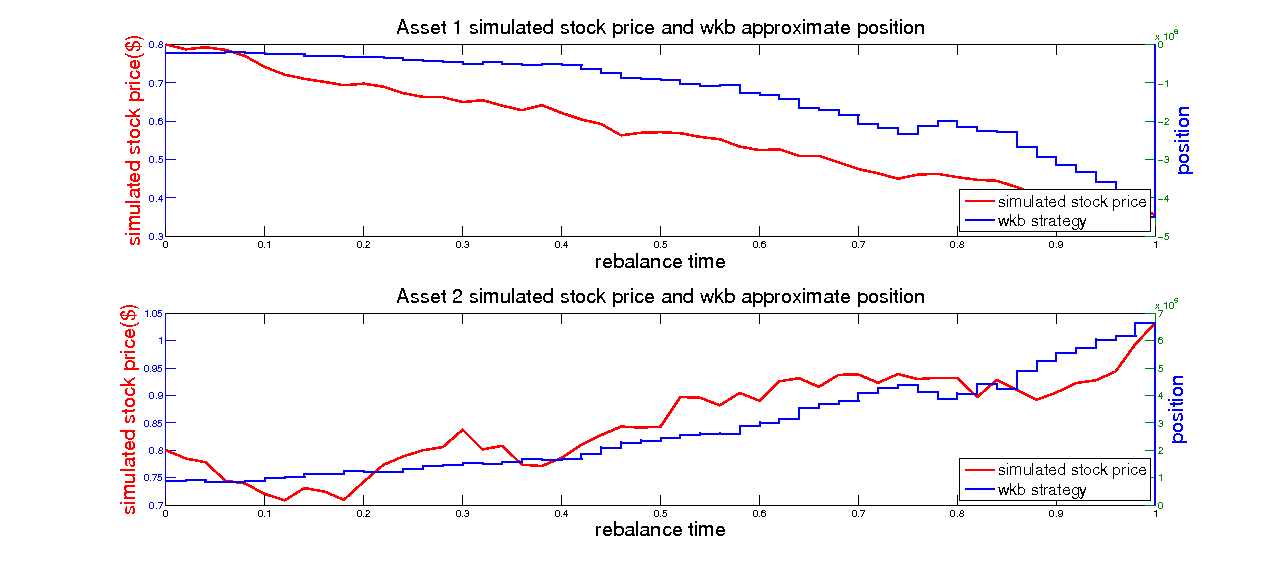 Asset 1 simulated stock price and wkb approximate position
x 10^6
simulated stock price($)
0.8
0.7
0.6
0.5
0.4
0.3
0
-1
-2
-3
-4
-5
position
simulated stock price
wkb strategy
0 0.1 0.2 0.3 0.4 0.5 0.6 0.7 0.8 0.9 1
rebalance time
Asset 2 simulated stock price and wkb approximate position
simulated stock price($)
1.05
1
0.95
0.9
0.85
0.8
0.75
0.7
7
6
5
4
3
2
1
0
position
simulated stock price
wkb strategy
0 0.1 0.2 0.3 0.4 0.5 0.6 0.7 0.8 0.9 1
rebalance time